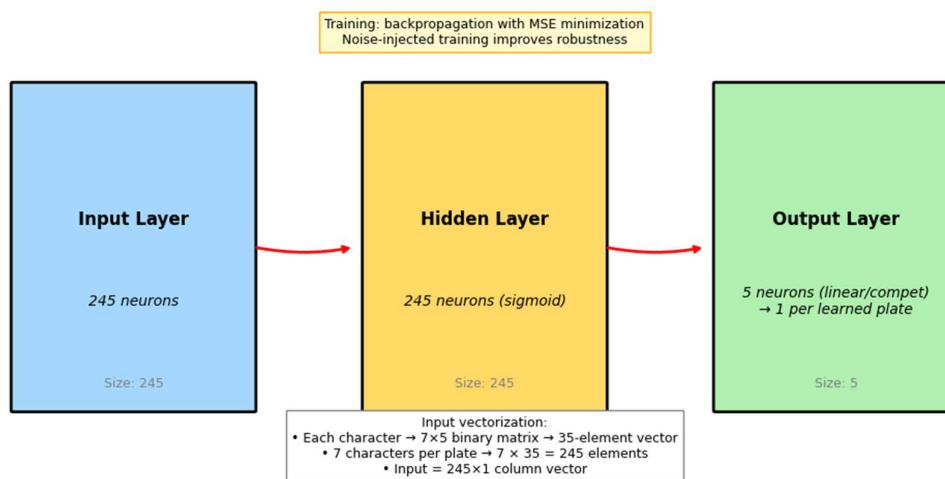 Training: backpropagation with MSE minimization
Noise-injected training improves robustness
Input Layer
245 neurons
Size: 245
Hidden Layer
245 neurons (sigmoid)
Size: 245
Output Layer
5 neurons (linear/compet)
→ 1 per learned plate
Size: 5
Input vectorization:
• Each character → 7×5 binary matrix → 35-element vector
• 7 characters per plate → 7 × 35 = 245 elements
• Input = 245×1 column vector